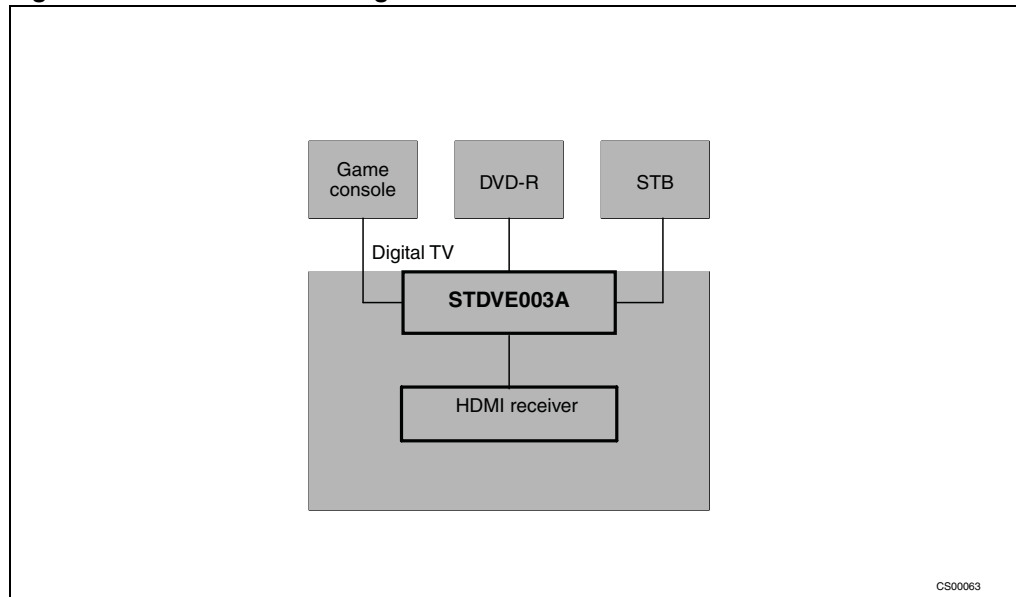 Game
console
DVD-R
STB
Digital TV
STDVE003A
HDMI receiver
CS00063